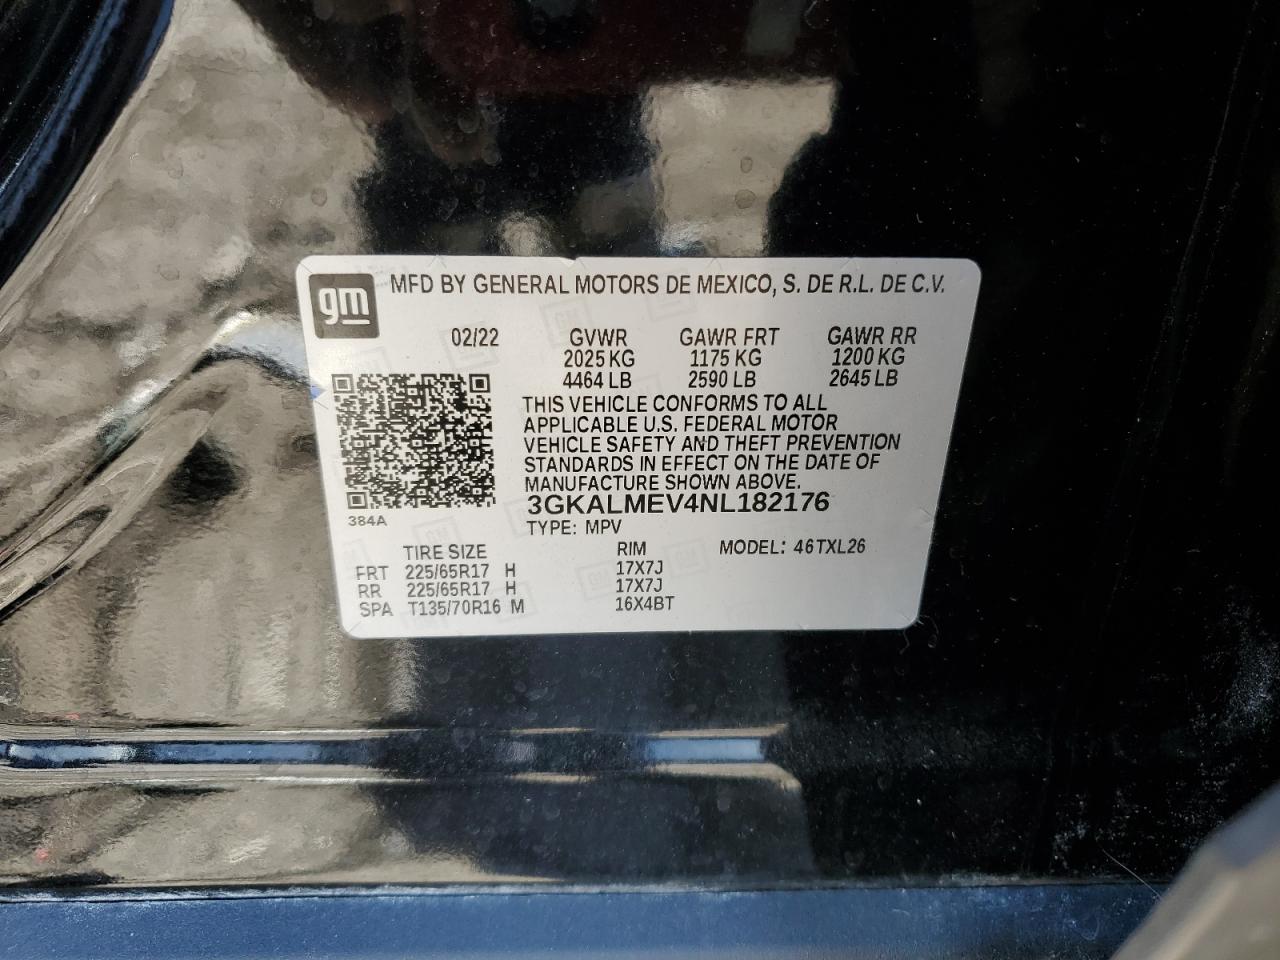 gm
MFD BY GENERAL MOTORS DE MEXICO, S. DE R.L. DE C.V.
02/22 GVWR GAWR FRT GAWR RR
2025 KG 1175 KG 1200 KG
4464 LB 2590 LB 2645 LB
THIS VEHICLE CONFORMS TO ALL
APPLICABLE U.S. FEDERAL MOTOR
VEHICLE SAFETY AND THEFT PREVENTION
STANDARDS IN EFFECT ON THE DATE OF
MANUFACTURE SHOWN ABOVE.
3GKALMEV4NL182176
384A
TYPE: MPV
TIRE SIZE RIM MODEL: 46TXL26
FRT 225/65R17 H 17X7J
RR 225/65R17 H 17X7J
SPA T135/70R16 M 16X4BT